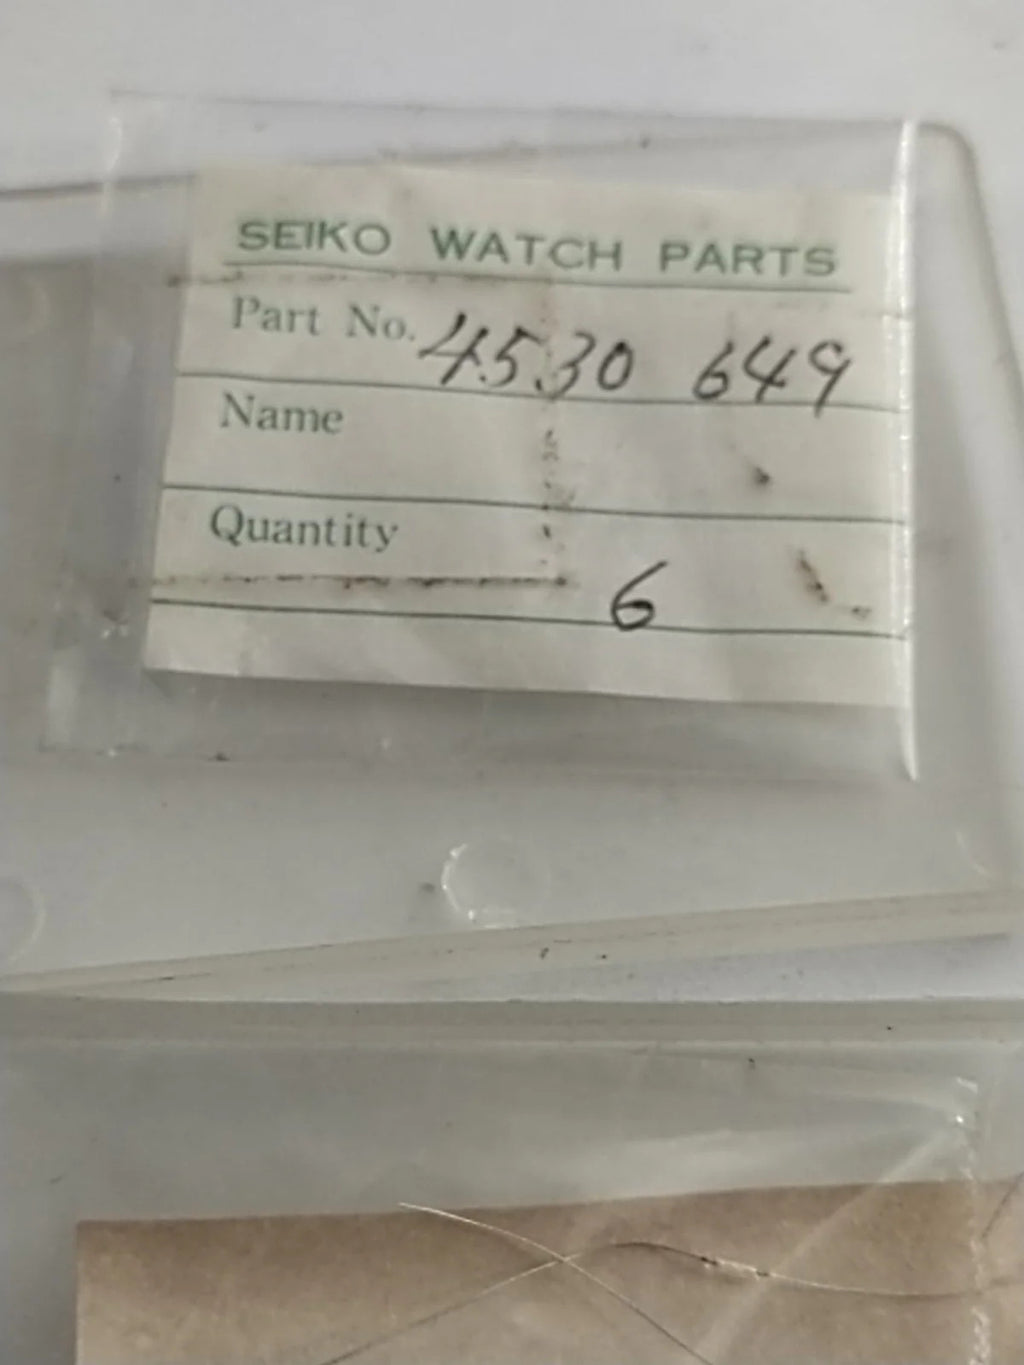 SEIKO WATCH PARTS
Part No. 4530 649
Name
Quantity
6